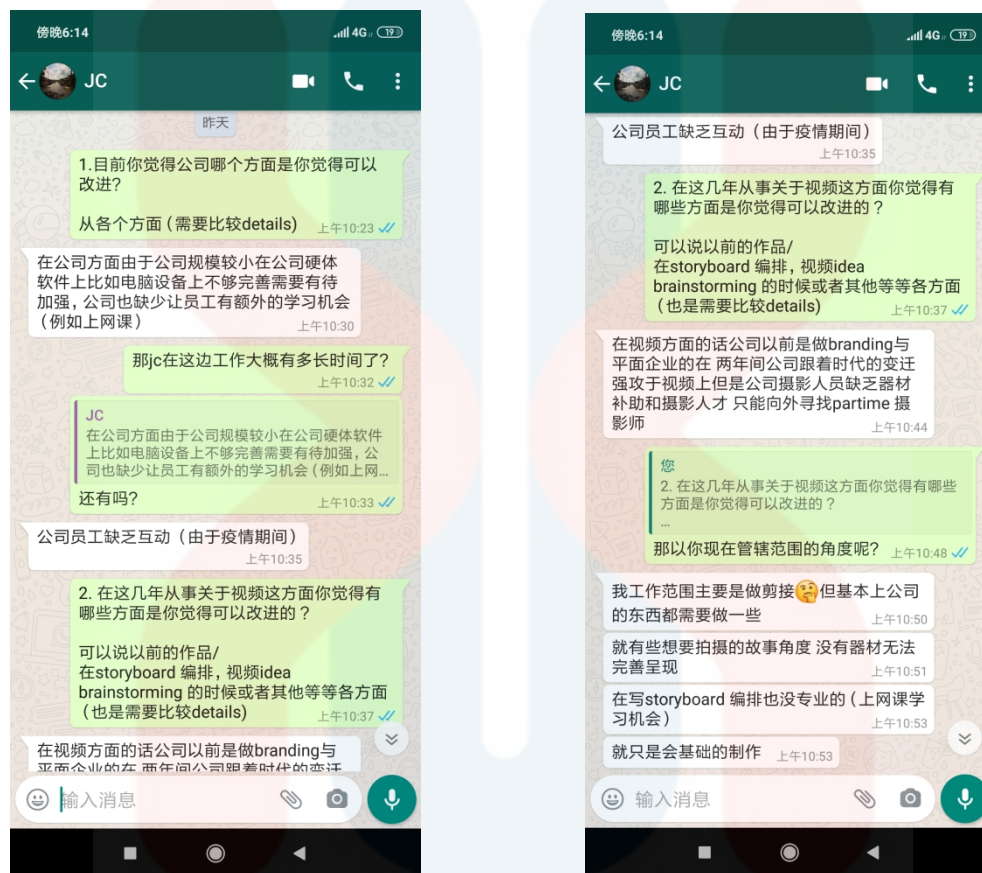 傍晚6:14
4G
19
JC
昨天
1.目前你觉得公司哪个方面是你觉得可以
改进?
从各个方面 (需要比较details)
上午10:23
在公司方面由于公司规模较小在公司硬体
软件上比如电脑设备上不够完善需要有待
加强，公司也缺少让员工有额外的学习机会
(例如上网课)
上午10:30
那jc在这边工作大概有多长时间了?
上午10:32
JC
在公司方面由于公司规模较小在公司硬体软件
上比如电脑设备上不够完善需要有待加强，公
司也缺少让员工有额外的学习机会 (例如上网...
还有吗?
上午10:33
公司员工缺乏互动（由于疫情期间）
上午10:35
2. 在这几年从事关于视频这方面你觉得有
哪些方面是你觉得可以改进的？
可以说以前的作品/
在storyboard 编排，视频idea
brainstorming 的时候或者其他等等各方面
(也是需要比较details)
上午10:37
在视频方面的话公司以前是做branding与
平面企业的在 两年间公司跟着时代的变迁
输入消息
傍晚6:14
4G
19
JC
公司员工缺乏互动（由于疫情期间）
上午10:35
2. 在这几年从事关于视频这方面你觉得有
哪些方面是你觉得可以改进的？
可以说以前的作品/
在storyboard 编排，视频idea
brainstorming 的时候或者其他等等各方面
(也是需要比较details)
上午10:37
在视频方面的话公司以前是做branding与
平面企业的在 两年间公司跟着时代的变迁
强攻于视频上但是公司摄影人员缺乏器材
补助和摄影人才 只能向外寻找partime 摄
影师
上午10:44
您
2. 在这几年从事关于视频这方面你觉得有哪些
方面是你觉得可以改进的？
...
那以你现在管辖范围的角度呢?
上午10:48
我工作范围主要是做剪接🤔但基本上公司
的东西都需要做一些
上午10:50
就有些想要拍摄的故事角度 没有器材无法
完善呈现
上午10:51
在写storyboard 编排也没专业的 (上网课学
习机会)
上午10:53
就只是会基础的制作
上午10:53
输入消息